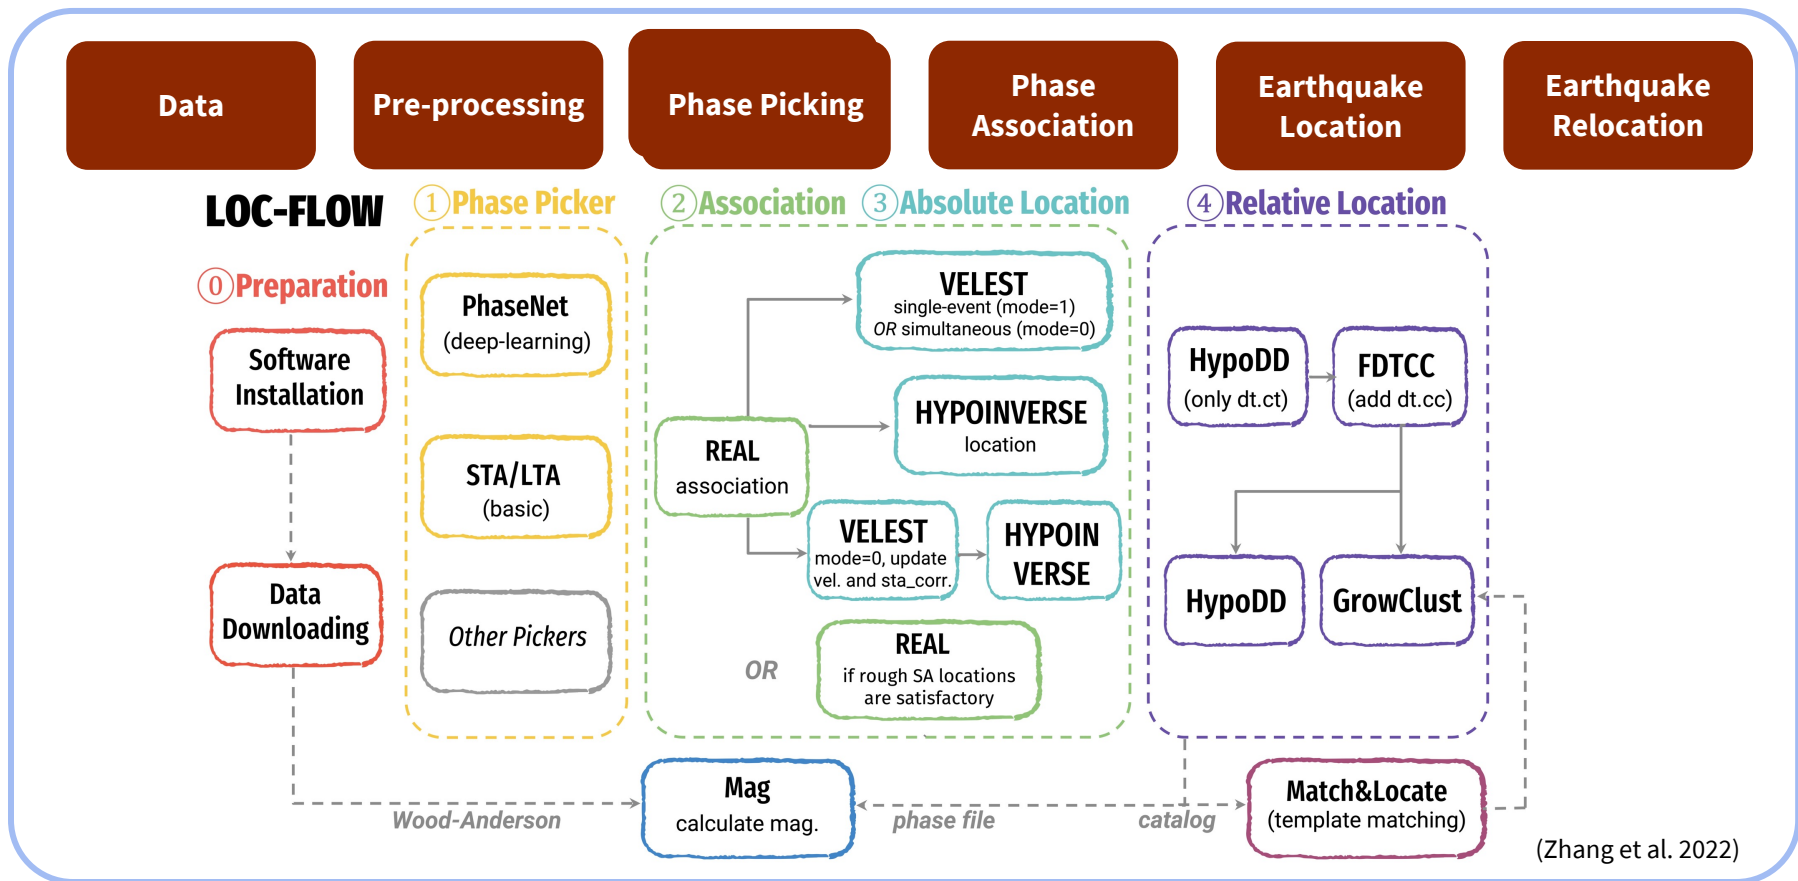 Data
Pre-processing
Phase Picking
Phase
Association
Earthquake
Location
Earthquake
Relocation
LOC-FLOW
⓪Preparation
Software
Installation
Data
Downloading
①Phase Picker
PhaseNet
(deep-learning)
STA/LTA
(basic)
Other Pickers
②Association
③Absolute Location
REAL
association
VELEST
single-event (mode=1)
OR simultaneous (mode=0)
HYPOINVERSE
location
VELEST
mode=0, update
vel. and sta_corr.
HYPOIN
VERSE
OR
REAL
if rough SA locations
are satisfactory
④Relative Location
HypoDD
(only dt.ct)
FDTCC
(add dt.cc)
HypoDD
GrowClust
Wood-Anderson
Mag
calculate mag.
phase file
catalog
Match&Locate
(template matching)
(Zhang et al. 2022)